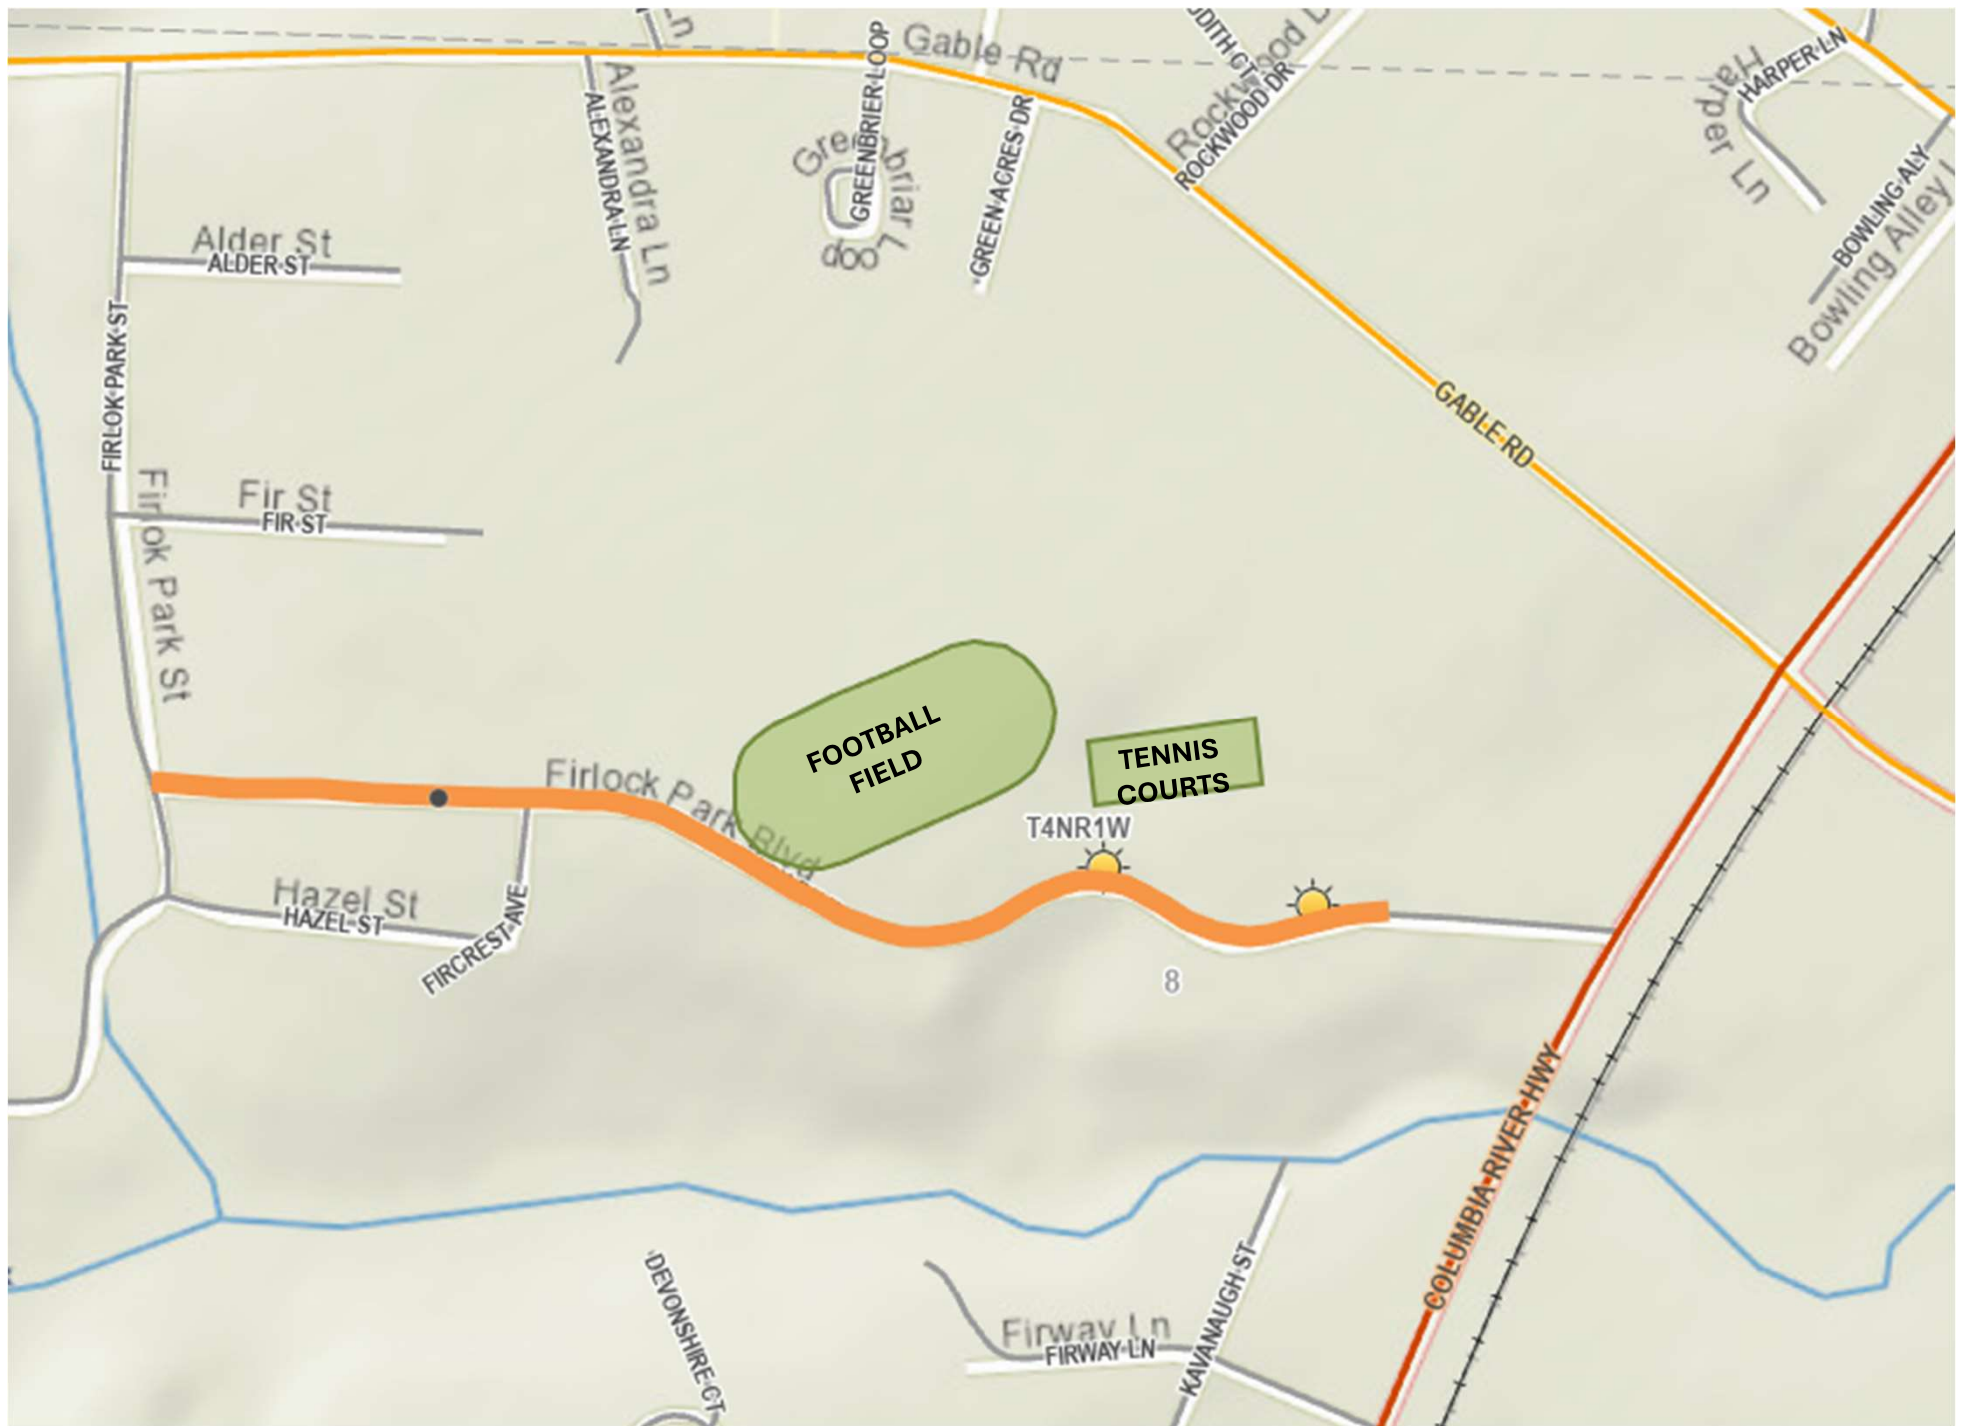 Ln
Gable Rd
GREENBRIER LOOP
Greenbriar Loop
GREEN ACRES DR
Rockwood
ROCKWOOD DR
HARPER LN
Harper Ln
BOWLING ALY
Bowling Alley
Alexandra Ln
ALEXANDRA LN
Alder St
ALDER ST
FIRLOK PARK ST
Firlok Park St
Fir St
FIR ST
GABLE RD
FOOTBALL
FIELD
TENNIS
COURTS
T4NR1W
Firlock Park Blvd
Hazel St
HAZEL ST
FIRCREST AVE
8
COLUMBIA RIVER HWY
DEVONSHIRE CT
Firway Ln
FIRWAY LN
KAVANAUGH ST